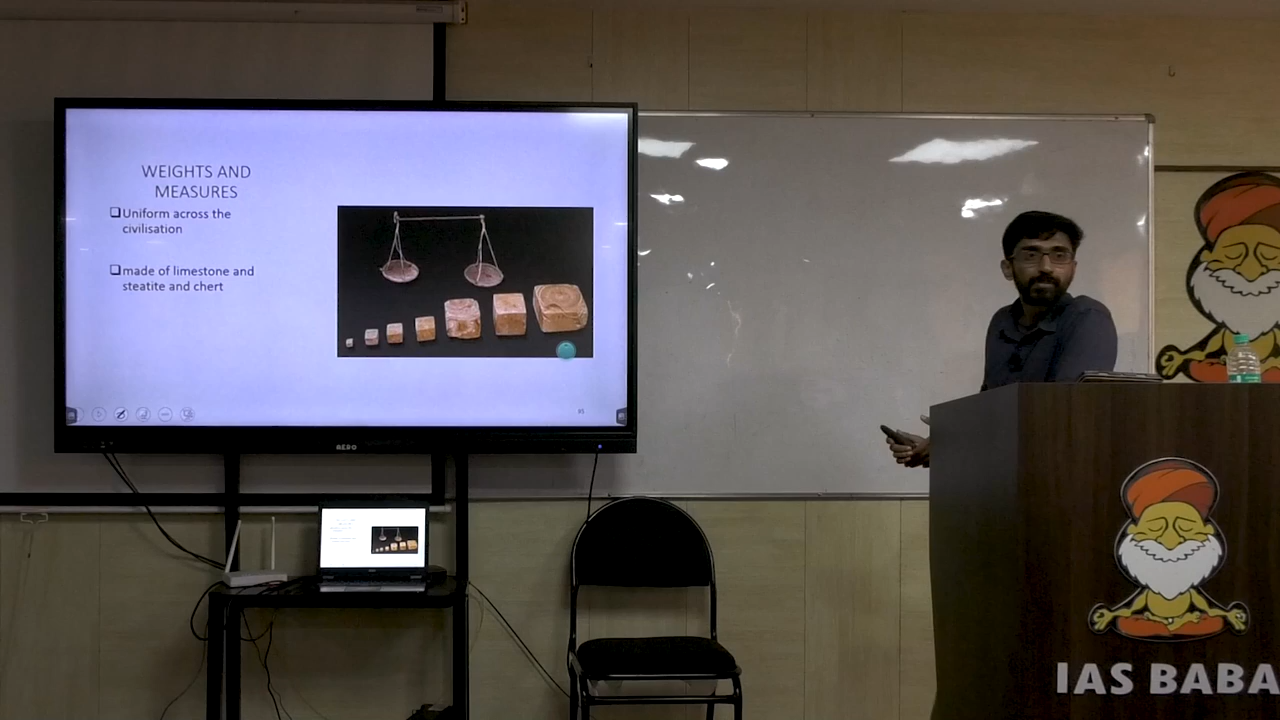 WEIGHTS AND
MEASURES
Uniform across the
civilisation
made of limestone and
steatite and chert
IAS BABA